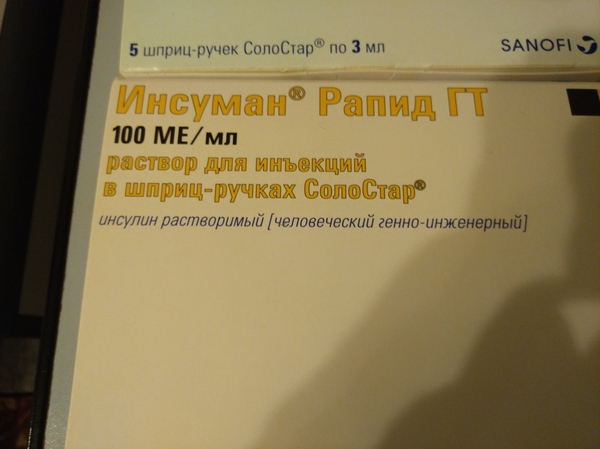 5 шприц-ручек СолоСтар® по 3 мл
SANOFI
Инсуман® Рапид ГТ
100 МЕ/мл
раствор для инъекций
в шприц-ручках СолоСтар®
инсулин растворимый [человеческий генно-инженерный]